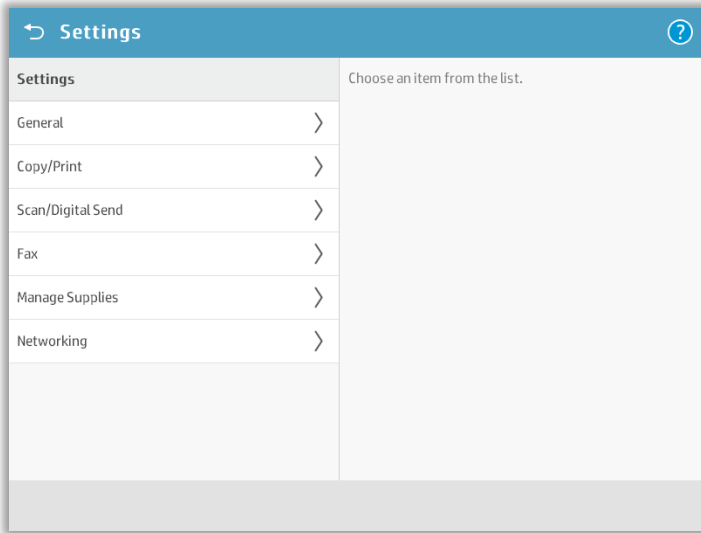 Settings
?
Settings
Choose an item from the list.
General
Copy/Print
Scan/Digital Send
Fax
Manage Supplies
Networking